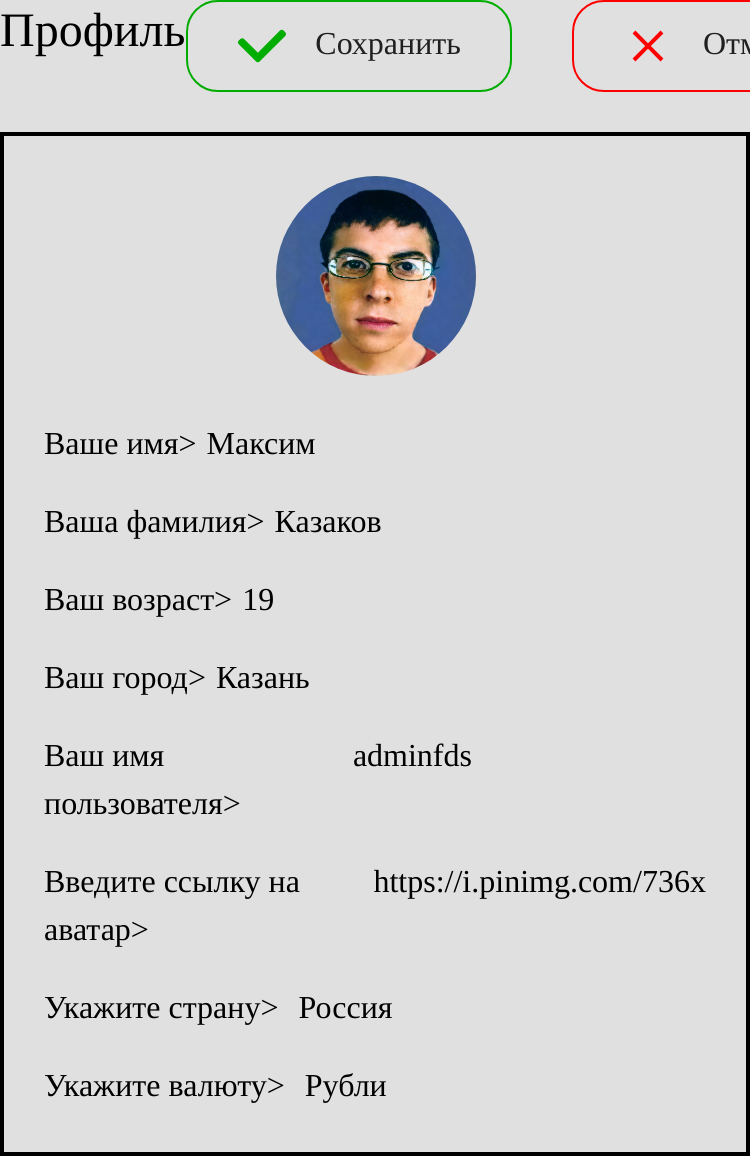 Профиль Сохранить Отм
Ваше имя> Максим
Ваша фамилия> Казаков
Ваш возраст> 19
Ваш город> Казань
Ваш имя adminfds
пользователя>
Введите ссылку на https://i.pinimg.com/736x
аватар>
Укажите страну> Россия
Укажите валюту> Рубли